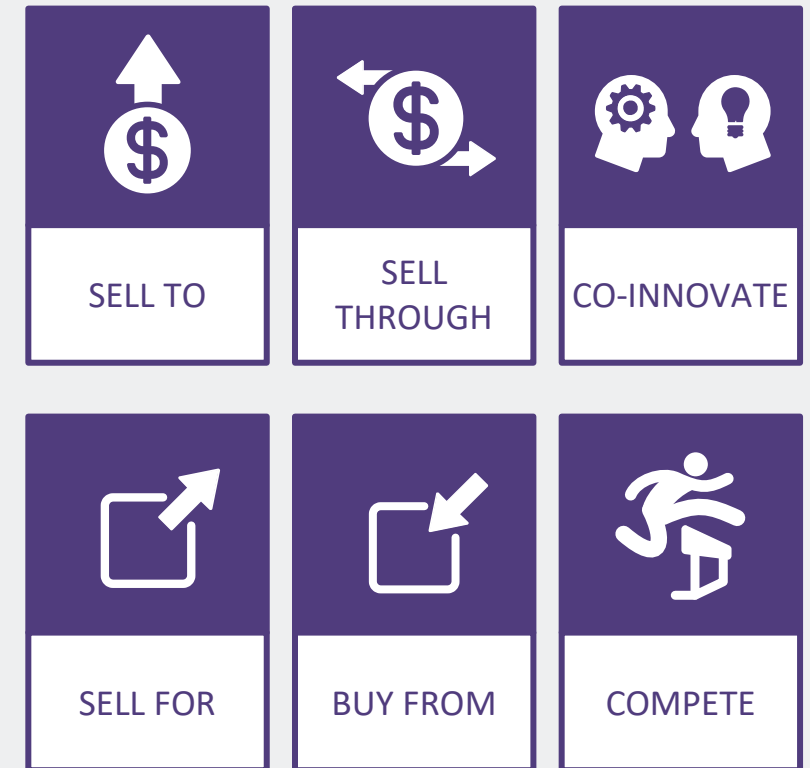 $
$
SELL TO
SELL
THROUGH
CO-INNOVATE
SELL FOR
BUY FROM
COMPETE